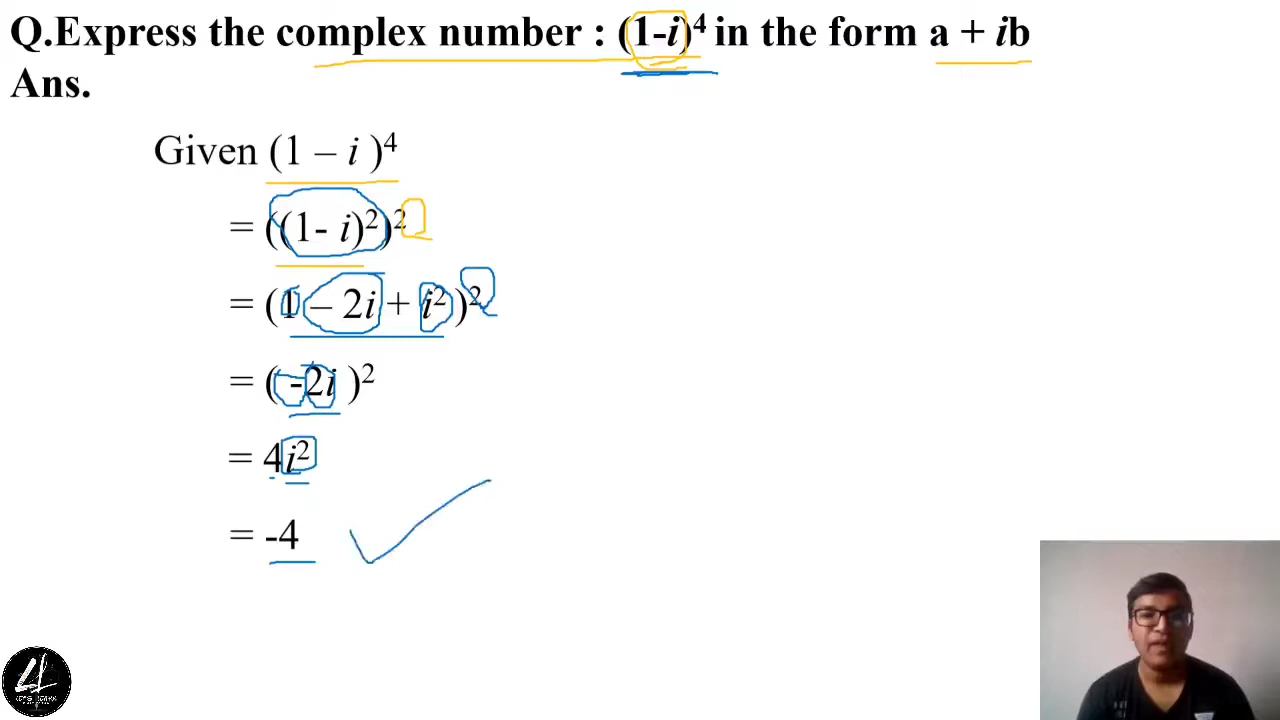 Q.Express the complex number : (1-i)⁴ in the form a + ib
Ans.
Given (1 – i )⁴
= ((1- i)²)²
= (1 – 2i + i² )²
= ( -2i )²
= 4i²
= -4